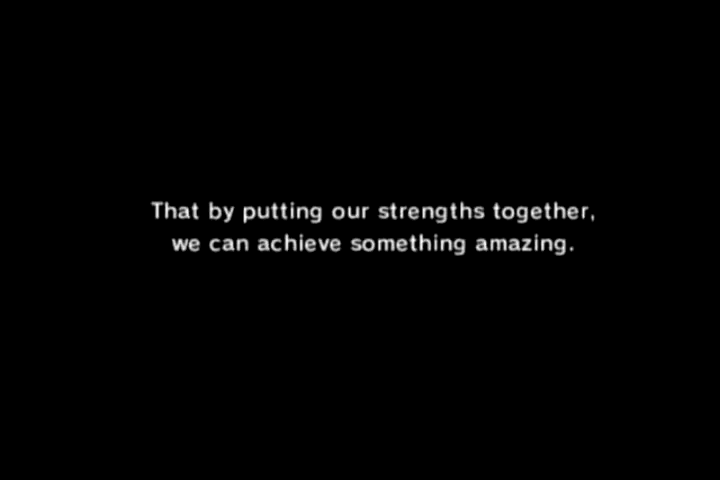 That by putting our strengths together,
we can achieve something amazing.